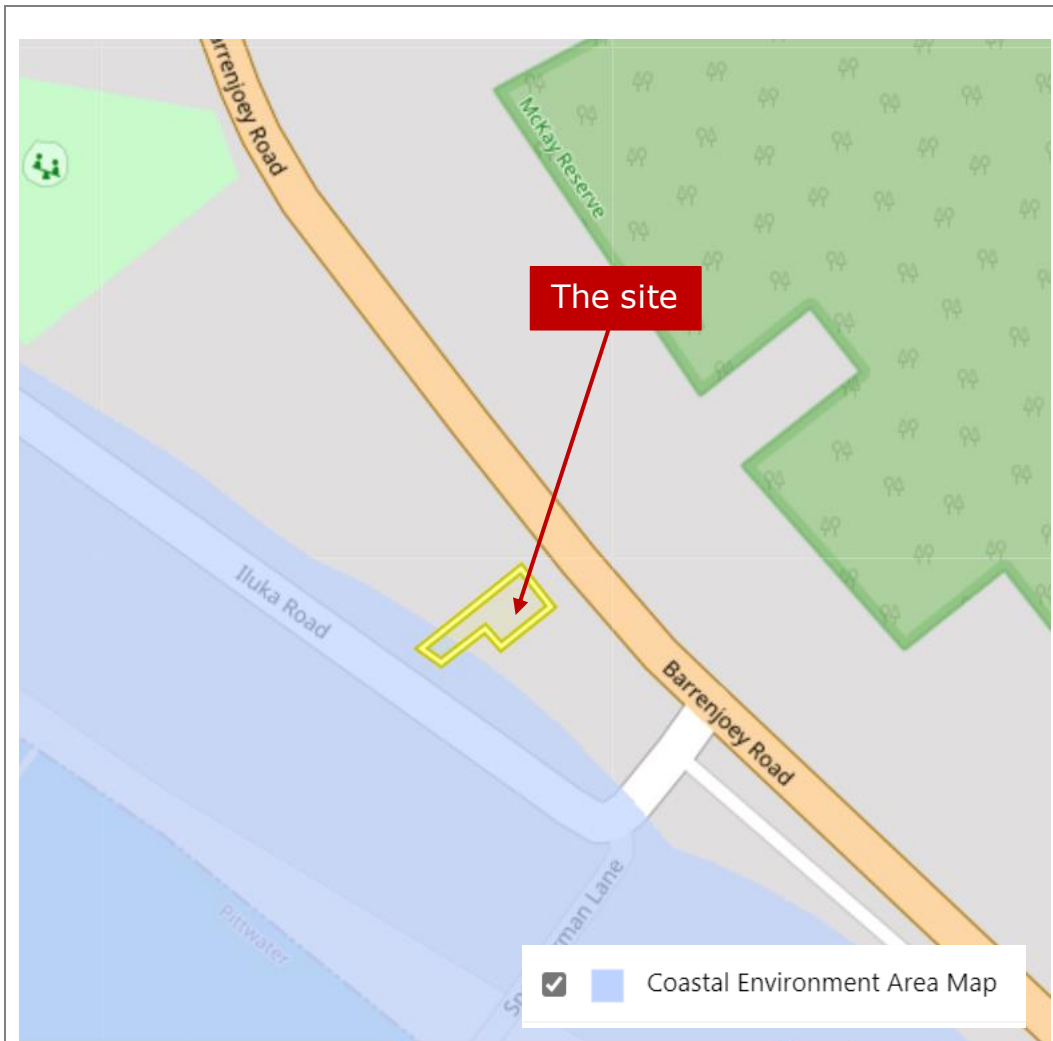 Barrenjoey Road
McKay Reserve
The site
Iluka Road
Barrenjoey Road
Pittwater
Coastal Environment Area Map